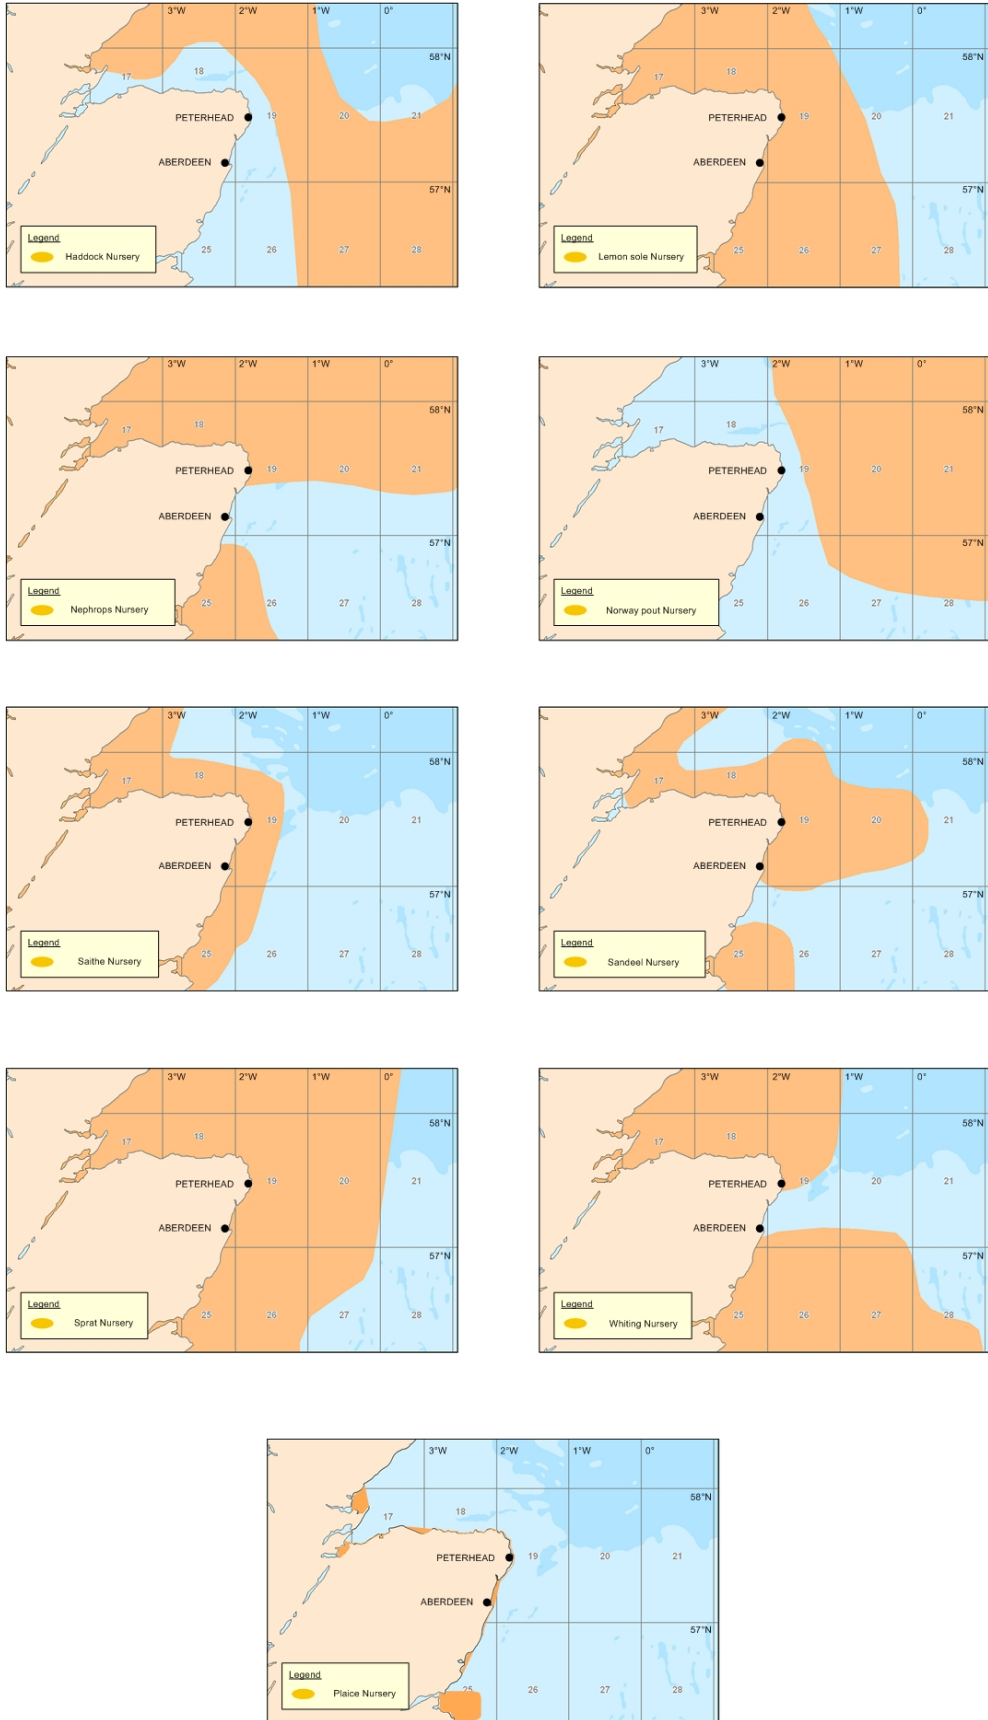 3°W 2°W 1°W 0°
58°N
17 18
PETERHEAD 19 20 21
ABERDEEN
57°N
25 26 27 28
Legend
Haddock Nursery
3°W 2°W 1°W 0°
58°N
17 18
PETERHEAD 19 20 21
ABERDEEN
57°N
25 26 27 28
Legend
Lemon sole Nursery
3°W 2°W 1°W 0°
58°N
17 18
PETERHEAD 19 20 21
ABERDEEN
57°N
25 26 27 28
Legend
Nephrops Nursery
3°W 2°W 1°W 0°
58°N
17 18
PETERHEAD 19 20 21
ABERDEEN
57°N
25 26 27 28
Legend
Norway pout Nursery
3°W 2°W 1°W 0°
58°N
17 18
PETERHEAD 19 20 21
ABERDEEN
57°N
25 26 27 28
Legend
Saithe Nursery
3°W 2°W 1°W 0°
58°N
17 18
PETERHEAD 19 20 21
ABERDEEN
57°N
25 26 27 28
Legend
Sandeel Nursery
3°W 2°W 1°W 0°
58°N
17 18
PETERHEAD 19 20 21
ABERDEEN
57°N
25 26 27 28
Legend
Sprat Nursery
3°W 2°W 1°W 0°
58°N
17 18
PETERHEAD 19 20 21
ABERDEEN
57°N
25 26 27 28
Legend
Whiting Nursery
3°W 2°W 1°W 0°
58°N
17 18
PETERHEAD 19 20 21
ABERDEEN
57°N
25 26 27 28
Legend
Plaice Nursery